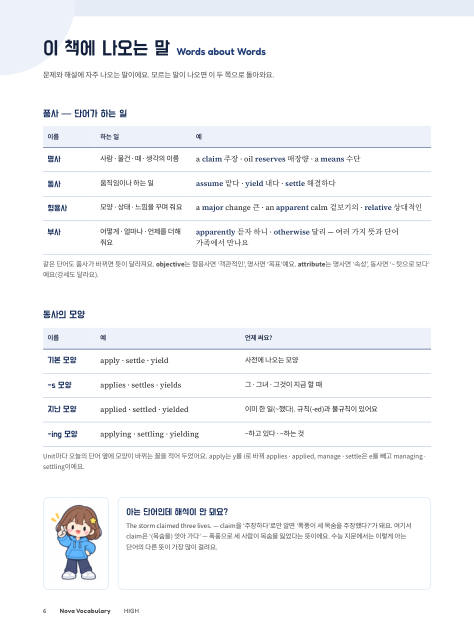 이 책에 나오는 말 Words about Words
문제와 해설에 자주 나오는 말이에요. 모르는 말이 나오면 이 두 쪽으로 돌아와요.
품사 — 단어가 하는 일
이름 하는 일 예
명사 사람·물건·때·생각의 이름 a claim 주장 · oil reserves 매장량 · a means 수단
동사 움직임이나 하는 일 assume 맡다 · yield 내다 · settle 해결하다
형용사 모양·상태·느낌을 꾸며 줘요 a major change 큰 · an apparent calm 겉보기의 · relative 상대적인
부사 어떻게·얼마나·언제를 더해 줘요 apparently 듣자 하니 · otherwise 달리 — 여러 가지 뜻과 단어 가족에서 만나요
같은 단어도 품사가 바뀌면 뜻이 달라져요. objective는 형용사면 ‘객관적인’, 명사면 ‘목표’예요. attribute는 명사면 ‘속성’, 동사면 ‘~ 탓으로 보다’
예요(강세도 달라요).
동사의 모양
이름 예 언제 써요?
기본 모양 apply · settle · yield 사전에 나오는 모양
-s 모양 applies · settles · yields 그·그녀·그것이 지금 할 때
지난 모양 applied · settled · yielded 이미 한 일(~했다). 규칙(-ed)과 불규칙이 있어요
-ing 모양 applying · settling · yielding ~하고 있다 · ~하는 것
Unit마다 오늘의 단어 옆에 모양이 바뀌는 꼴을 적어 두었어요. apply는 y를 i로 바꿔 applies · applied, manage · settle은 e를 빼고 managing ·
settling이에요.
아는 단어인데 해석이 안 돼요?
The storm claimed three lives. — claim을 ‘주장하다’로만 알면 ‘폭풍이 세 목숨을 주장했다?’가 돼요. 여기서
claim은 ‘(목숨을) 앗아 가다’ — 폭풍으로 세 사람이 목숨을 잃었다는 뜻이에요. 수능 지문에서는 이렇게 아는
단어의 다른 뜻이 가장 많이 걸려요.
6 Nova Vocabulary HIGH